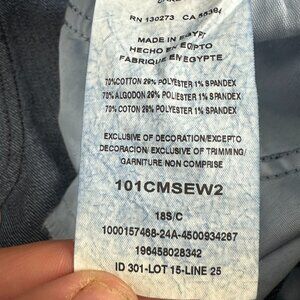 RN 130273 CA 55384
MADE IN EGYPT
HECHO EN EGIPTO
FABRIQUE EN EGYPTE
70%COTTON 29% POLYESTER 1% SPANDEX
70% ALGODON 29% POLYESTER 1% SPANDEX
70% COTON 29% POLYESTER 1% SPANDEX
EXCLUSIVE OF DECORATION/EXCEPTO
DECORACION/ EXCLUSIVE OF TRIMMING/
GARNITURE NON COMPRISE
101CMSEW2
18S/C
1000157468-24A-4500934267
196458028342
ID 301-LOT 15-LINE 25